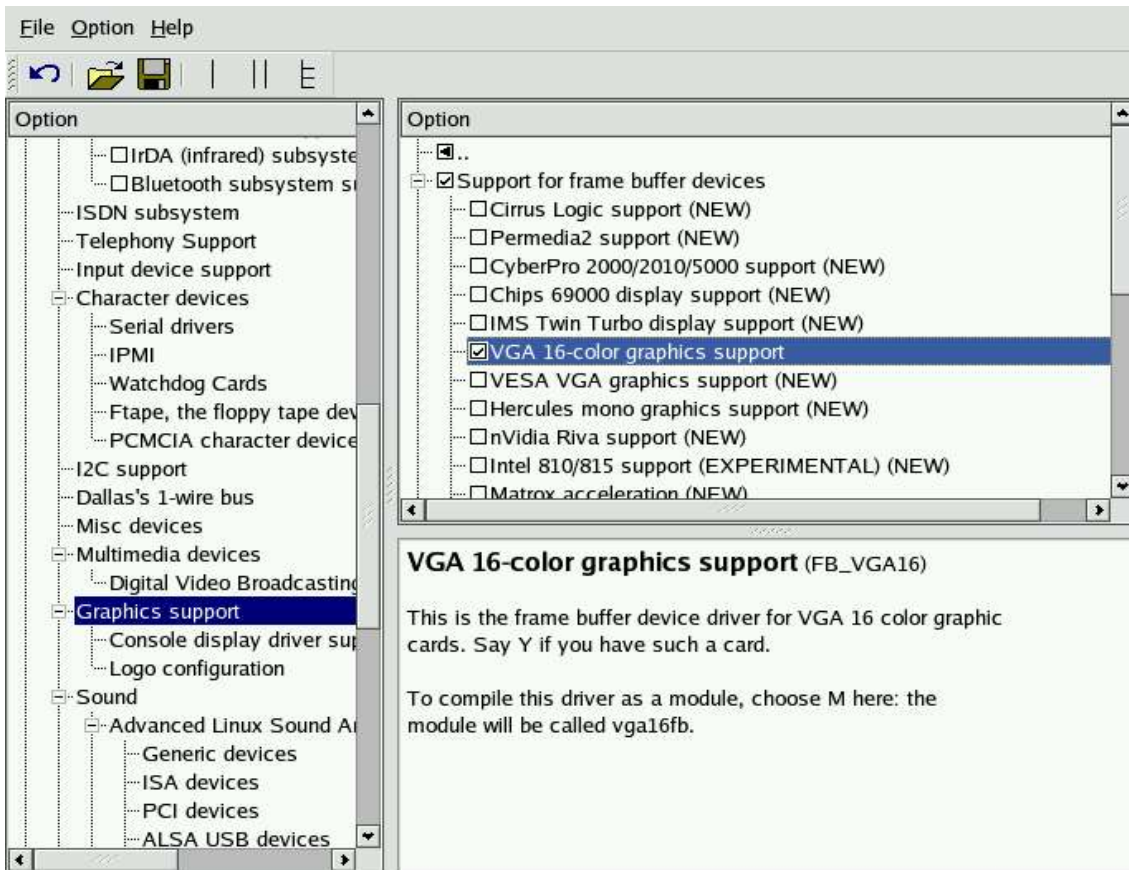 File Option Help
Option
IrDA (infrared) subsyste
Bluetooth subsystem su
ISDN subsystem
Telephony Support
Input device support
Character devices
Serial drivers
IPMI
Watchdog Cards
Ftape, the floppy tape dev
PCMCIA character device
I2C support
Dallas's 1-wire bus
Misc devices
Multimedia devices
Digital Video Broadcasting
Graphics support
Console display driver sup
Logo configuration
Sound
Advanced Linux Sound Ar
Generic devices
ISA devices
PCI devices
ALSA USB devices
Option
..
Support for frame buffer devices
Cirrus Logic support (NEW)
Permedia2 support (NEW)
CyberPro 2000/2010/5000 support (NEW)
Chips 69000 display support (NEW)
IMS Twin Turbo display support (NEW)
VGA 16-color graphics support
VESA VGA graphics support (NEW)
Hercules mono graphics support (NEW)
nVidia Riva support (NEW)
Intel 810/815 support (EXPERIMENTAL) (NEW)
Matrox acceleration (NEW)
VGA 16-color graphics support (FB_VGA16)
This is the frame buffer device driver for VGA 16 color graphic
cards. Say Y if you have such a card.
To compile this driver as a module, choose M here: the
module will be called vga16fb.